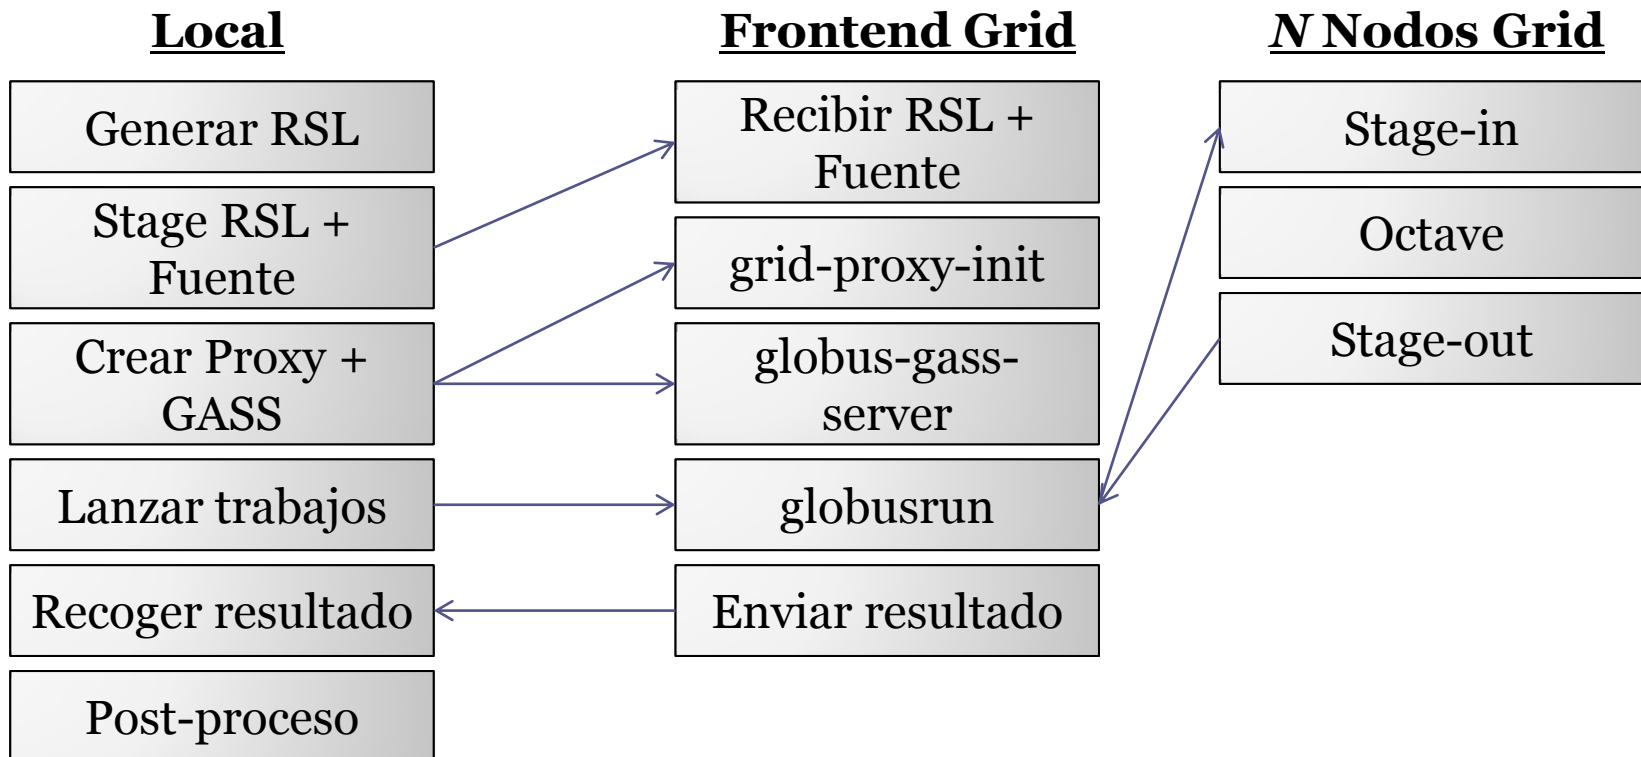 Local
Generar RSL
Stage RSL +
Fuente
Crear Proxy +
GASS
Lanzar trabajos
Recoger resultado
Post-proceso
Frontend Grid
Recibir RSL +
Fuente
grid-proxy-init
globus-gass-
server
globusrun
Enviar resultado
N Nodos Grid
Stage-in
Octave
Stage-out